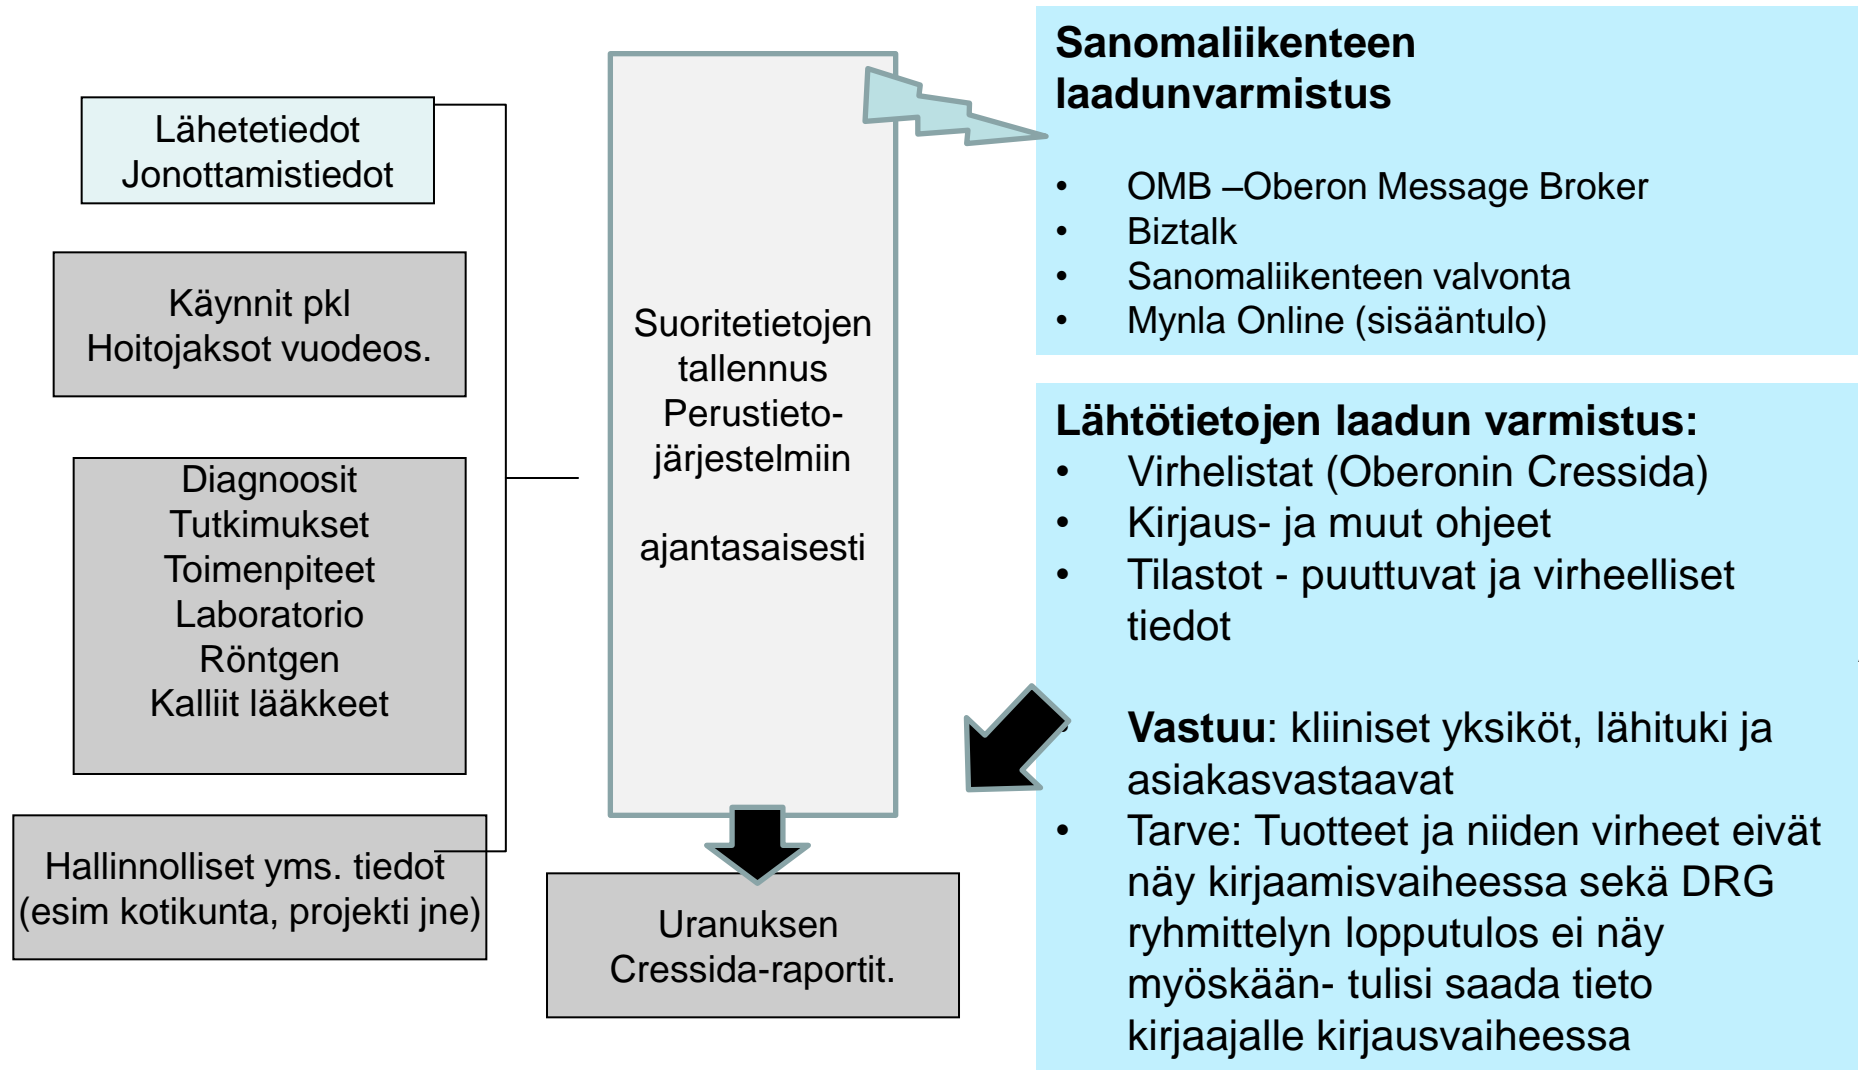 Lähetetiedot
Jonottamistiedot
Käynnit pkl
Hoitojaksot vuodeos.
Diagnoosit
Tutkimukset
Toimenpiteet
Laboratorio
Röntgen
Kalliit lääkkeet
Hallinnolliset yms. tiedot
(esim kotikunta, projekti jne)
Suoritetietojen
tallennus
Perustieto-
järjestelmiin
ajantasaisesti
Uranuksen
Cressida-raportit.
Sanomaliikenteen
laadunvarmistus
• OMB –Oberon Message Broker
• Biztalk
• Sanomaliikenteen valvonta
• Mynla Online (sisääntulo)
Lähtötietojen laadun varmistus:
• Virhelistat (Oberonin Cressida)
• Kirjaus- ja muut ohjeet
• Tilastot - puuttuvat ja virheelliset
tiedot
• Vastuu: kliiniset yksiköt, lähituki ja
asiakasvastaavat
• Tarve: Tuotteet ja niiden virheet eivät
näy kirjaamisvaiheessa sekä DRG
ryhmittelyn lopputulos ei näy
myöskään- tulisi saada tieto
kirjaajalle kirjausvaiheessa